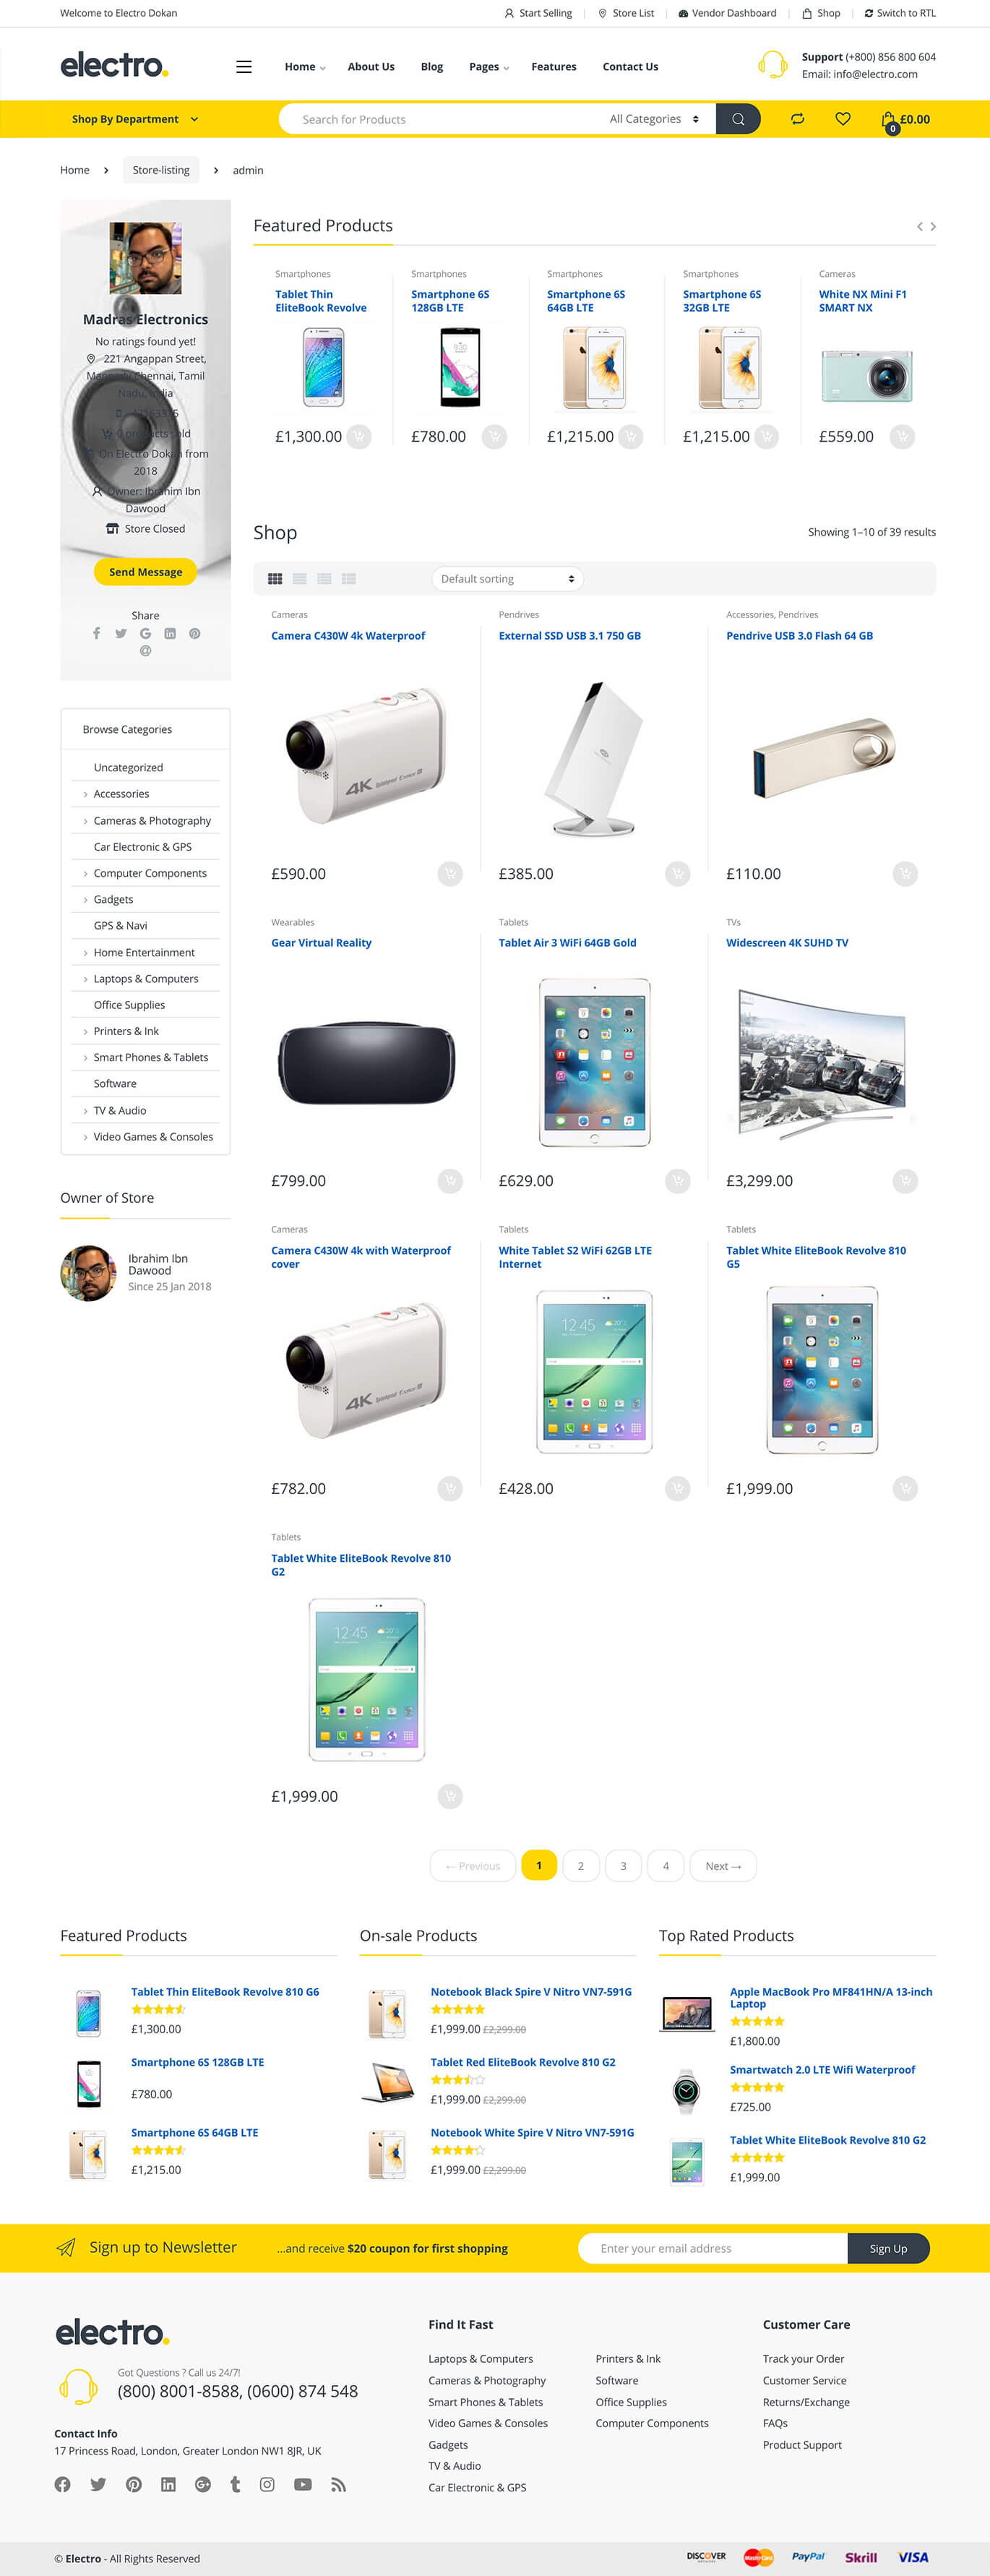 Welcome to Electro Dokan
Start Selling
Store List
Vendor Dashboard
Shop
Switch to RTL
electro.
Home
About Us
Blog
Pages
Features
Contact Us
Support (+800) 856 800 604
Email: info@electro.com
Shop By Department
Search for Products
All Categories
0
£0.00
Home
Store-listing
admin
Madras Electronics
No ratings found yet!
221 Angappan Street,
Chennai, Tamil
Nadu, India
0 products sold
On Electro Dokan from
2018
Owner: Ibrahim Ibn
Dawood
Store Closed
Send Message
Share
Browse Categories
Uncategorized
Accessories
Cameras & Photography
Car Electronic & GPS
Computer Components
Gadgets
GPS & Navi
Home Entertainment
Laptops & Computers
Office Supplies
Printers & Ink
Smart Phones & Tablets
Software
TV & Audio
Video Games & Consoles
Owner of Store
Ibrahim Ibn
Dawood
Since 25 Jan 2018
Featured Products
Smartphones
Tablet Thin
EliteBook Revolve
£1,300.00
Smartphones
Smartphone 6S
128GB LTE
£780.00
Smartphones
Smartphone 6S
64GB LTE
£1,215.00
Smartphones
Smartphone 6S
32GB LTE
£1,215.00
Cameras
White NX Mini F1
SMART NX
£559.00
Shop
Showing 1–10 of 39 results
Default sorting
Cameras
Camera C430W 4k Waterproof
4K
£590.00
Pendrives
External SSD USB 3.1 750 GB
£385.00
Accessories, Pendrives
Pendrive USB 3.0 Flash 64 GB
£110.00
Wearables
Gear Virtual Reality
£799.00
Tablets
Tablet Air 3 WiFi 64GB Gold
£629.00
TVs
Widescreen 4K SUHD TV
£3,299.00
Cameras
Camera C430W 4k with Waterproof
cover
4K
£782.00
Tablets
White Tablet S2 WiFi 62GB LTE
Internet
12:45
£428.00
Tablets
Tablet White EliteBook Revolve 810
G5
£1,999.00
Tablets
Tablet White EliteBook Revolve 810
G2
12:45
£1,999.00
← Previous
1
2
3
4
Next →
Featured Products
Tablet Thin EliteBook Revolve 810 G6
£1,300.00
Smartphone 6S 128GB LTE
£780.00
Smartphone 6S 64GB LTE
£1,215.00
On-sale Products
Notebook Black Spire V Nitro VN7-591G
£1,999.00 £2,299.00
Tablet Red EliteBook Revolve 810 G2
£1,999.00 £2,299.00
Notebook White Spire V Nitro VN7-591G
£1,999.00 £2,299.00
Top Rated Products
Apple MacBook Pro MF841HN/A 13-inch
Laptop
£1,800.00
Smartwatch 2.0 LTE Wifi Waterproof
£725.00
Tablet White EliteBook Revolve 810 G2
£1,999.00
Sign up to Newsletter
...and receive $20 coupon for first shopping
Enter your email address
Sign Up
electro.
Got Questions ? Call us 24/7!
(800) 8001-8588, (0600) 874 548
Contact Info
17 Princess Road, London, Greater London NW1 8JR, UK
Find It Fast
Laptops & Computers
Cameras & Photography
Smart Phones & Tablets
Video Games & Consoles
Gadgets
TV & Audio
Car Electronic & GPS
Printers & Ink
Software
Office Supplies
Computer Components
Customer Care
Track your Order
Customer Service
Returns/Exchange
FAQs
Product Support
© Electro - All Rights Reserved
DISCOVER
MasterCard
PayPal
Skrill
VISA